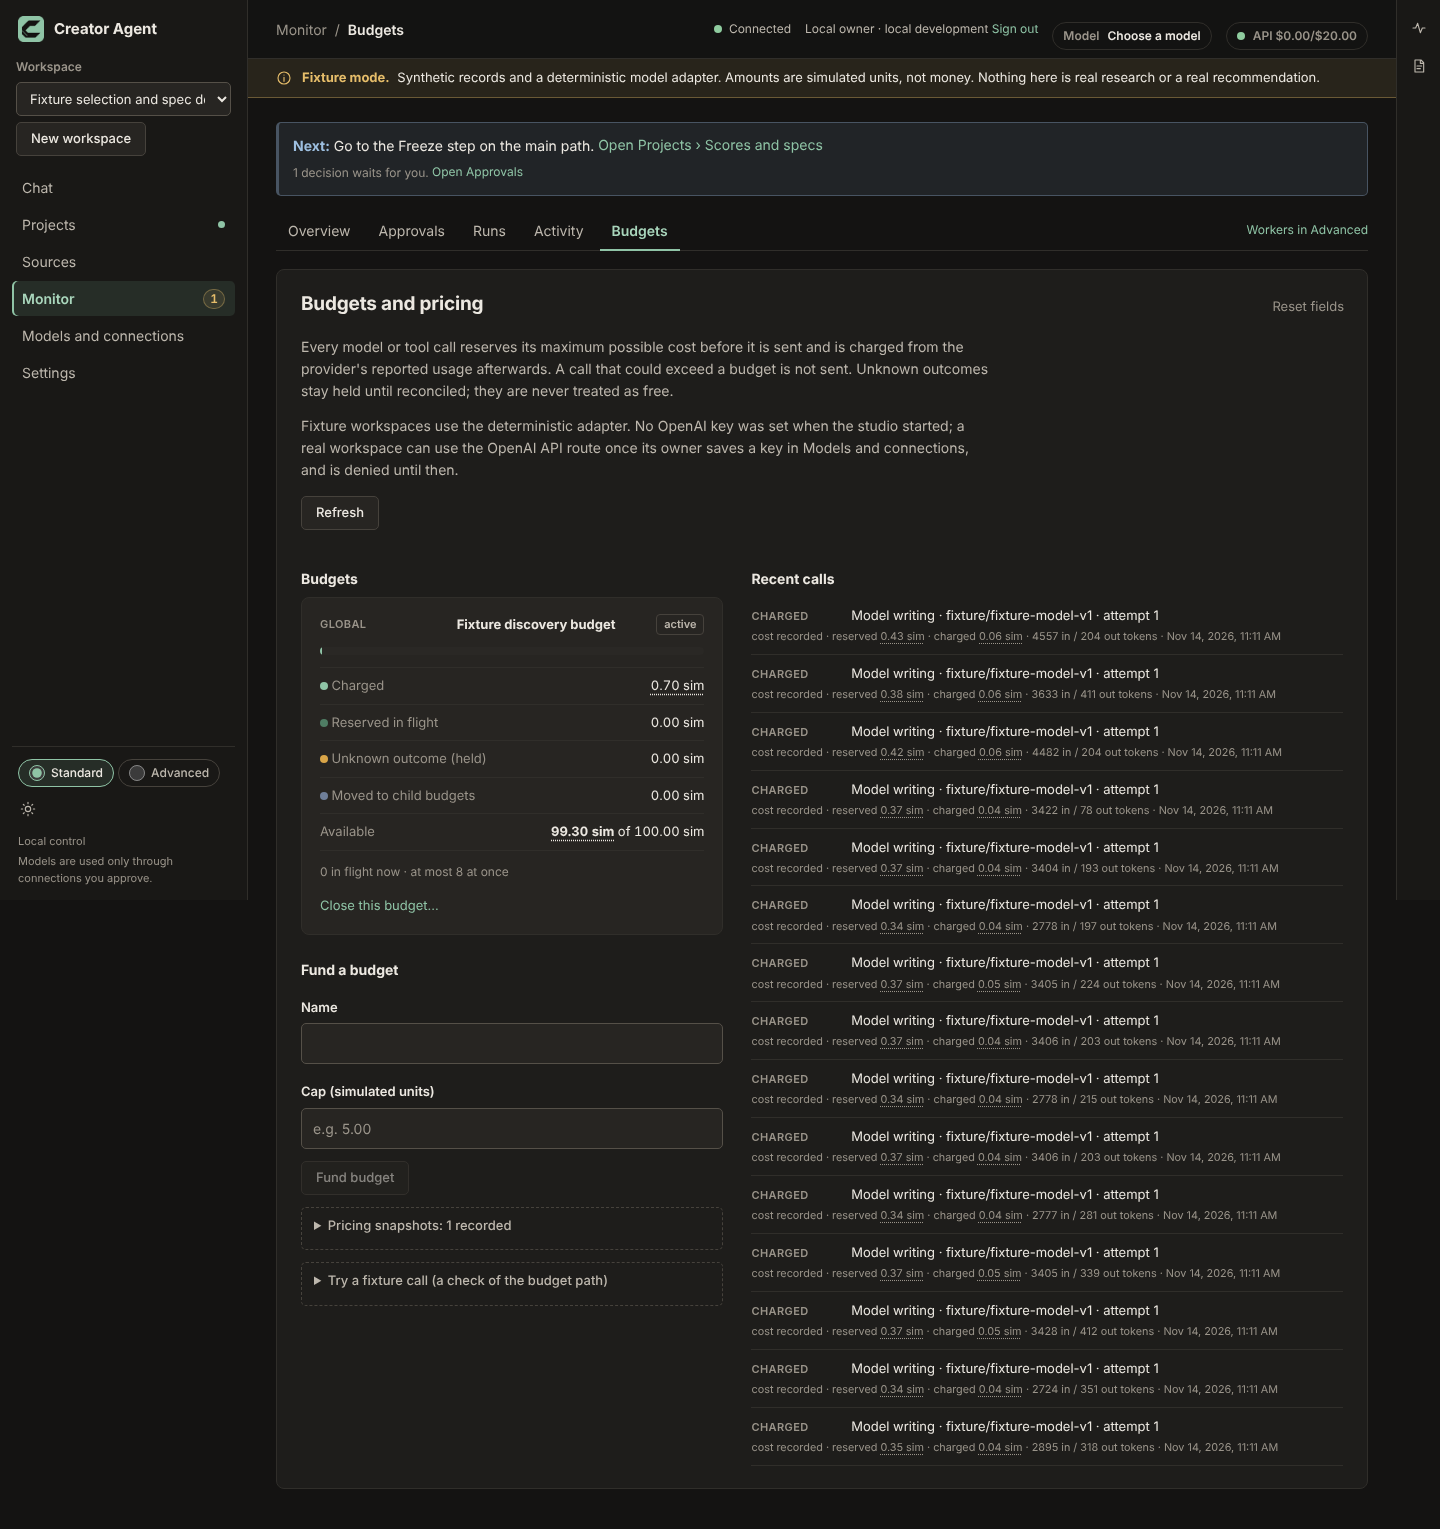 Creator Agent
Workspace
Fixture selection and spec d
New workspace
Chat
Projects
Sources
Monitor 1
Models and connections
Settings
Standard Advanced
Local control
Models are used only through
connections you approve.
Monitor / Budgets
Connected Local owner · local development Sign out Model Choose a model API $0.00/$20.00
Fixture mode. Synthetic records and a deterministic model adapter. Amounts are simulated units, not money. Nothing here is real research or a real recommendation.
Next: Go to the Freeze step on the main path. Open Projects › Scores and specs
1 decision waits for you. Open Approvals
Overview Approvals Runs Activity Budgets Workers in Advanced
Budgets and pricing Reset fields
Every model or tool call reserves its maximum possible cost before it is sent and is charged from the
provider's reported usage afterwards. A call that could exceed a budget is not sent. Unknown outcomes
stay held until reconciled; they are never treated as free.
Fixture workspaces use the deterministic adapter. No OpenAI key was set when the studio started; a
real workspace can use the OpenAI API route once its owner saves a key in Models and connections,
and is denied until then.
Refresh
Budgets
GLOBAL Fixture discovery budget active
Charged 0.70 sim
Reserved in flight 0.00 sim
Unknown outcome (held) 0.00 sim
Moved to child budgets 0.00 sim
Available 99.30 sim of 100.00 sim
0 in flight now · at most 8 at once
Close this budget...
Fund a budget
Name
Cap (simulated units)
e.g. 5.00
Fund budget
Pricing snapshots: 1 recorded
Try a fixture call (a check of the budget path)
Recent calls
CHARGED Model writing · fixture/fixture-model-v1 · attempt 1
cost recorded · reserved 0.43 sim · charged 0.06 sim · 4557 in / 204 out tokens · Nov 14, 2026, 11:11 AM
CHARGED Model writing · fixture/fixture-model-v1 · attempt 1
cost recorded · reserved 0.38 sim · charged 0.06 sim · 3633 in / 411 out tokens · Nov 14, 2026, 11:11 AM
CHARGED Model writing · fixture/fixture-model-v1 · attempt 1
cost recorded · reserved 0.42 sim · charged 0.06 sim · 4482 in / 204 out tokens · Nov 14, 2026, 11:11 AM
CHARGED Model writing · fixture/fixture-model-v1 · attempt 1
cost recorded · reserved 0.37 sim · charged 0.04 sim · 3422 in / 78 out tokens · Nov 14, 2026, 11:11 AM
CHARGED Model writing · fixture/fixture-model-v1 · attempt 1
cost recorded · reserved 0.37 sim · charged 0.04 sim · 3404 in / 193 out tokens · Nov 14, 2026, 11:11 AM
CHARGED Model writing · fixture/fixture-model-v1 · attempt 1
cost recorded · reserved 0.34 sim · charged 0.04 sim · 2778 in / 197 out tokens · Nov 14, 2026, 11:11 AM
CHARGED Model writing · fixture/fixture-model-v1 · attempt 1
cost recorded · reserved 0.37 sim · charged 0.05 sim · 3405 in / 224 out tokens · Nov 14, 2026, 11:11 AM
CHARGED Model writing · fixture/fixture-model-v1 · attempt 1
cost recorded · reserved 0.37 sim · charged 0.04 sim · 3406 in / 203 out tokens · Nov 14, 2026, 11:11 AM
CHARGED Model writing · fixture/fixture-model-v1 · attempt 1
cost recorded · reserved 0.34 sim · charged 0.04 sim · 2778 in / 215 out tokens · Nov 14, 2026, 11:11 AM
CHARGED Model writing · fixture/fixture-model-v1 · attempt 1
cost recorded · reserved 0.37 sim · charged 0.04 sim · 3406 in / 203 out tokens · Nov 14, 2026, 11:11 AM
CHARGED Model writing · fixture/fixture-model-v1 · attempt 1
cost recorded · reserved 0.34 sim · charged 0.04 sim · 2777 in / 281 out tokens · Nov 14, 2026, 11:11 AM
CHARGED Model writing · fixture/fixture-model-v1 · attempt 1
cost recorded · reserved 0.37 sim · charged 0.05 sim · 3405 in / 339 out tokens · Nov 14, 2026, 11:11 AM
CHARGED Model writing · fixture/fixture-model-v1 · attempt 1
cost recorded · reserved 0.37 sim · charged 0.05 sim · 3428 in / 412 out tokens · Nov 14, 2026, 11:11 AM
CHARGED Model writing · fixture/fixture-model-v1 · attempt 1
cost recorded · reserved 0.34 sim · charged 0.04 sim · 2724 in / 351 out tokens · Nov 14, 2026, 11:11 AM
CHARGED Model writing · fixture/fixture-model-v1 · attempt 1
cost recorded · reserved 0.35 sim · charged 0.04 sim · 2895 in / 318 out tokens · Nov 14, 2026, 11:11 AM